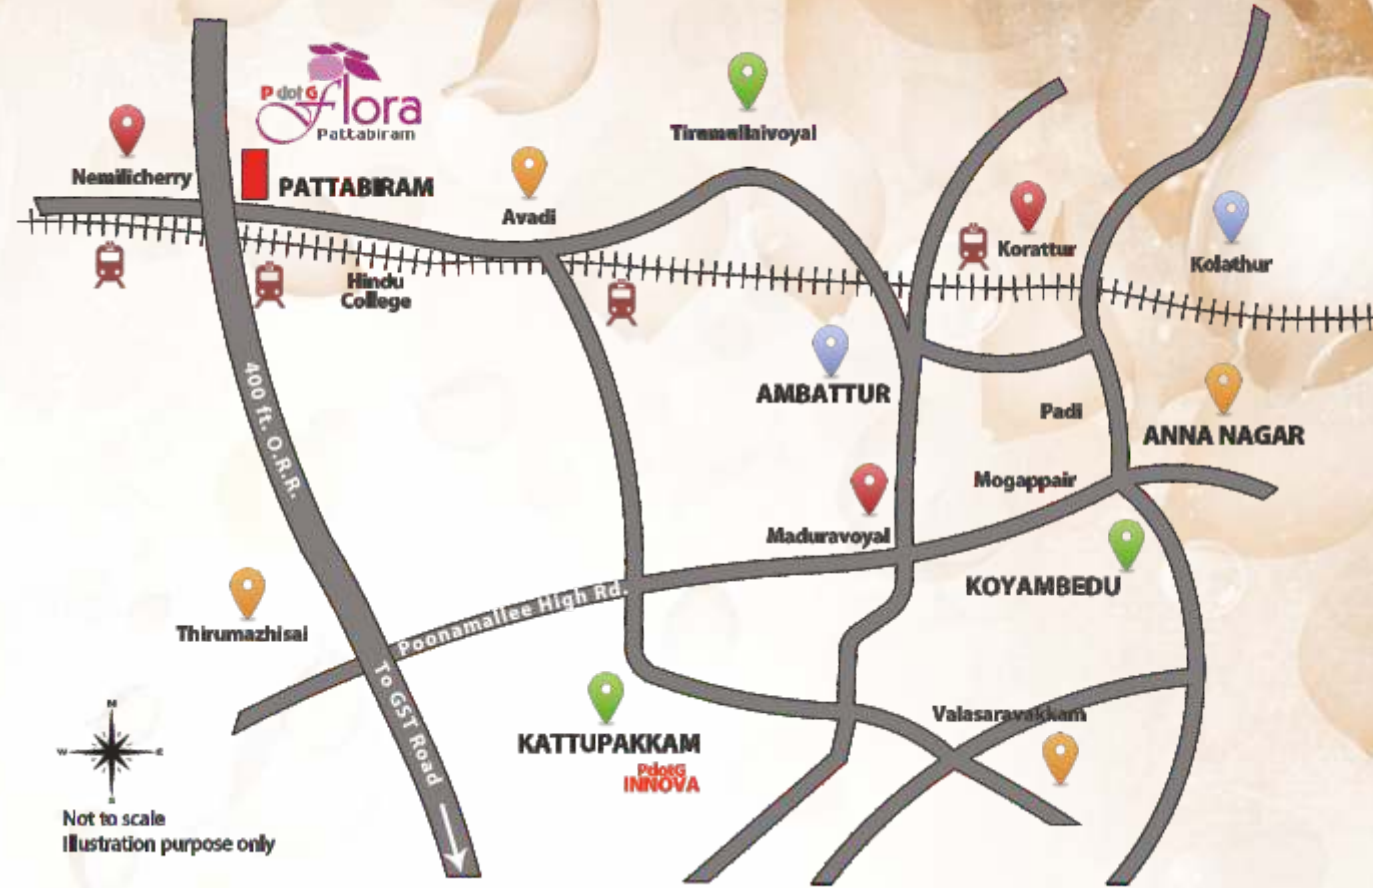 P dot G
flora
Pattabiram
Tirumullaivoyal
Nemilicherry
PATTABIRAM
Avadi
Korattur
Kolathur
Hindu
College
400 ft. O.R.R.
AMBATTUR
Padi
ANNA NAGAR
Mogappair
Maduravoyal
KOYAMBEDU
Poonamallee High Rd.
Thirumazhisai
To GST Road
Valasaravakkam
KATTUPAKKAM
PdotG
INNOVA
N
W
E
S
Not to scale
Illustration purpose only